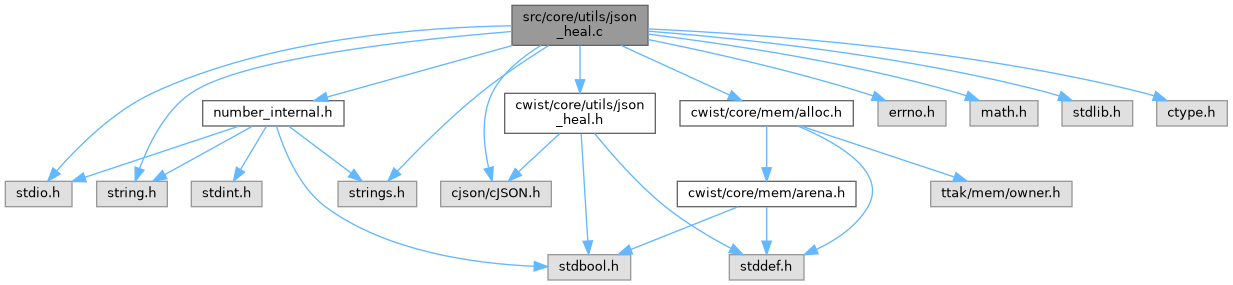 src/core/utils/json
_heal.c
number_internal.h
cwist/core/utils/json
_heal.h
cwist/core/mem/alloc.h
errno.h
math.h
stdlib.h
ctype.h
stdio.h
string.h
stdint.h
strings.h
cjson/cJSON.h
cwist/core/mem/arena.h
ttak/mem/owner.h
stdbool.h
stddef.h